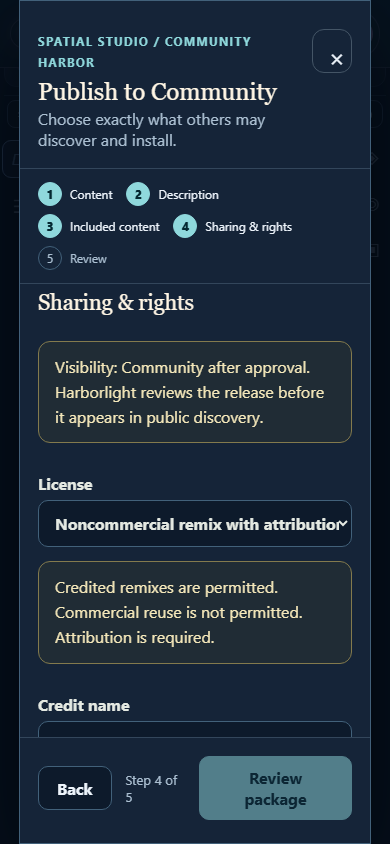 SPATIAL STUDIO / COMMUNITY
HARBOR
Publish to Community
Choose exactly what others may
discover and install.
×
1 Content 2 Description
3 Included content 4 Sharing & rights
5 Review
Sharing & rights
Visibility: Community after approval.
Harborlight reviews the release before
it appears in public discovery.
License
Noncommercial remix with attribution
Credited remixes are permitted.
Commercial reuse is not permitted.
Attribution is required.
Credit name
Back
Step 4 of
5
Review
package